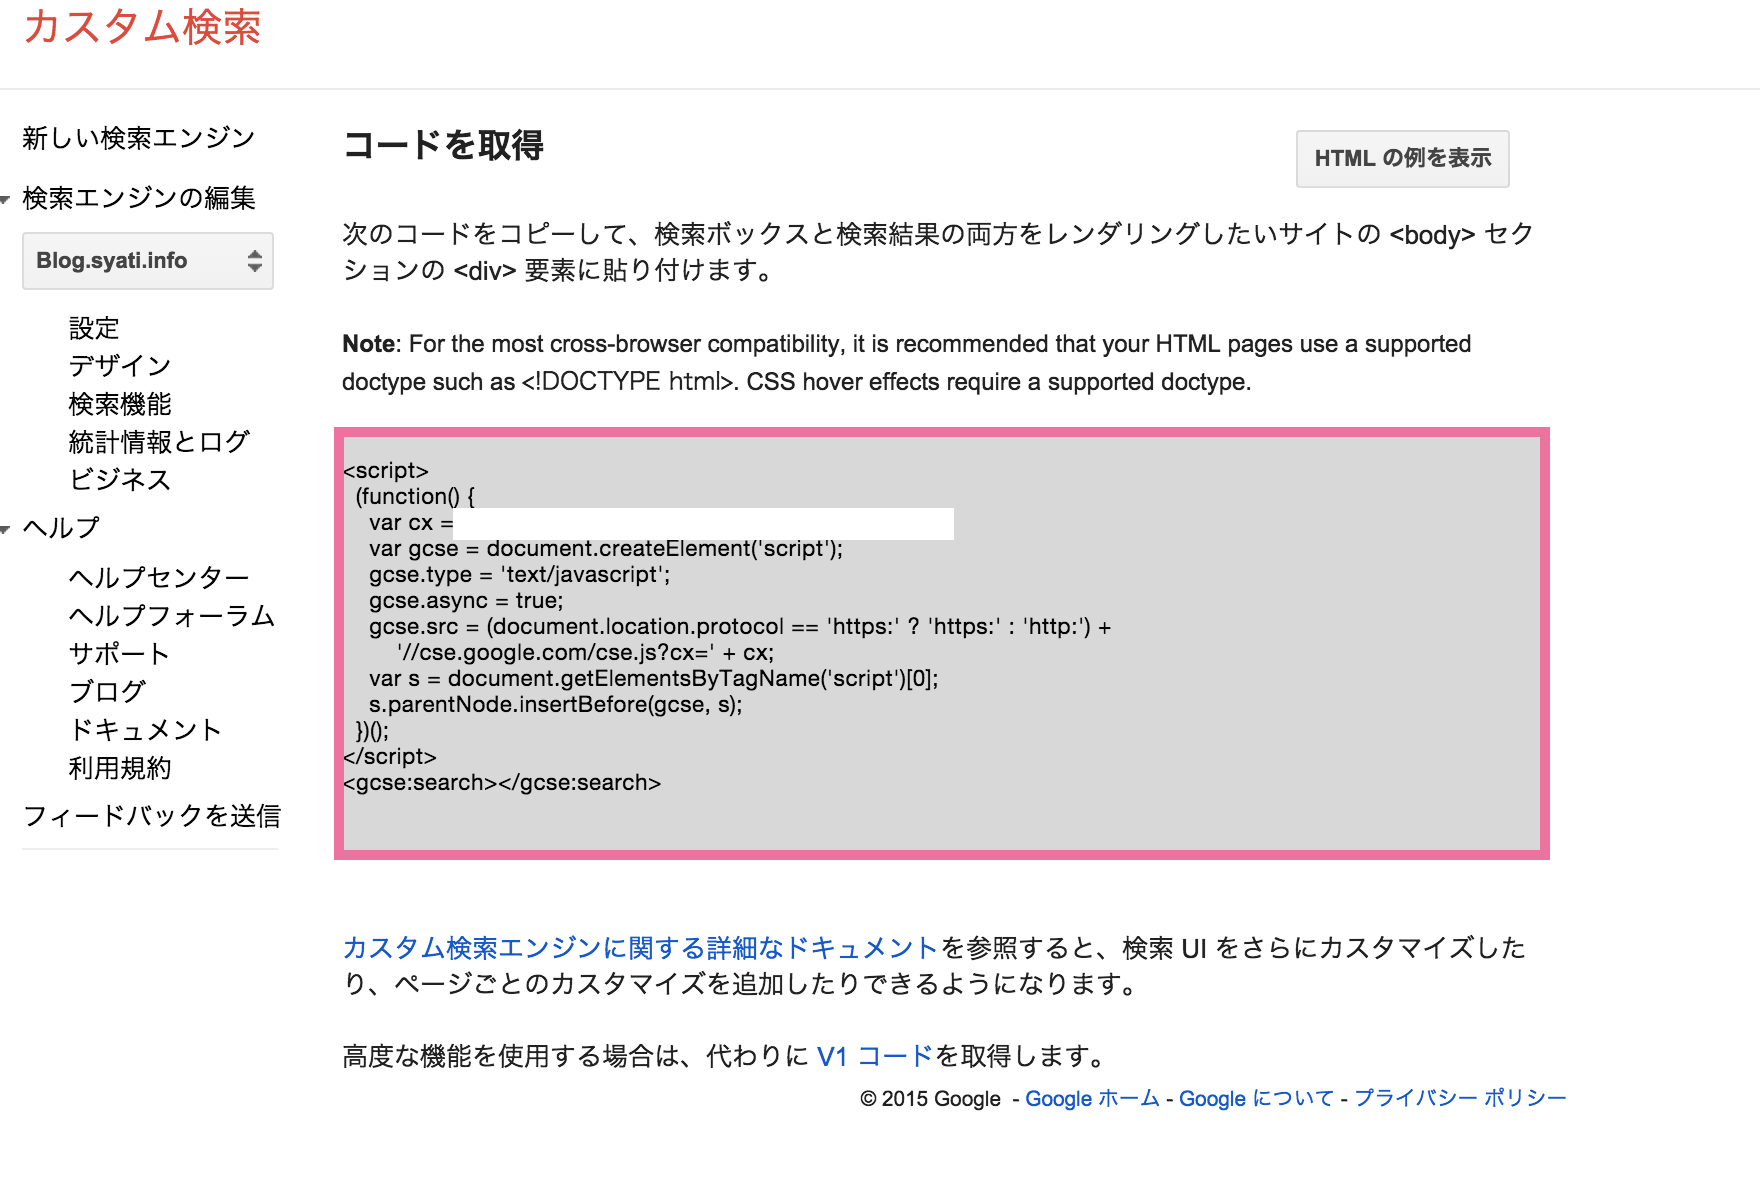 カスタム検索
新しい検索エンジン
検索エンジンの編集
Blog.syati.info
設定
デザイン
検索機能
統計情報とログ
ビジネス
ヘルプ
ヘルプセンター
ヘルプフォーラム
サポート
ブログ
ドキュメント
利用規約
フィードバックを送信
コードを取得
HTML の例を表示
次のコードをコピーして、検索ボックスと検索結果の両方をレンダリングしたいサイトの <body> セク
ションの <div> 要素に貼り付けます。
Note: For the most cross-browser compatibility, it is recommended that your HTML pages use a supported
doctype such as <!DOCTYPE html>. CSS hover effects require a supported doctype.
<script>
(function() {
var cx =
var gcse = document.createElement('script');
gcse.type = 'text/javascript';
gcse.async = true;
gcse.src = (document.location.protocol == 'https:' ? 'https:' : 'http:') +
'//cse.google.com/cse.js?cx=' + cx;
var s = document.getElementsByTagName('script')[0];
s.parentNode.insertBefore(gcse, s);
})();
</script>
<gcse:search></gcse:search>
カスタム検索エンジンに関する詳細なドキュメントを参照すると、検索 UI をさらにカスタマイズした
り、ページごとのカスタマイズを追加したりできるようになります。
高度な機能を使用する場合は、代わりに V1 コードを取得します。
© 2015 Google - Google ホーム - Google について - プライバシー ポリシー